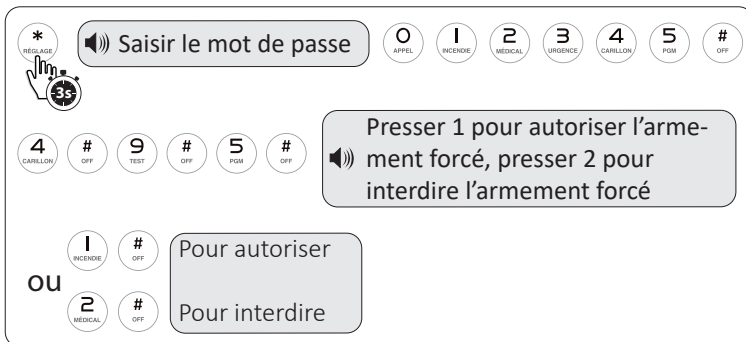 * RÉGLAGE Saisir le mot de passe 0 APPEL 1 INCENDIE 2 MÉDICAL 3 URGENCE 4 CARILLON 5 PGM # OFF
3s
4 CARILLON # OFF 9 TEST # OFF 5 PGM # OFF
Presser 1 pour autoriser l’arme-
ment forcé, presser 2 pour
interdire l’armement forcé
1 INCENDIE # OFF Pour autoriser
ou
2 MÉDICAL # OFF Pour interdire